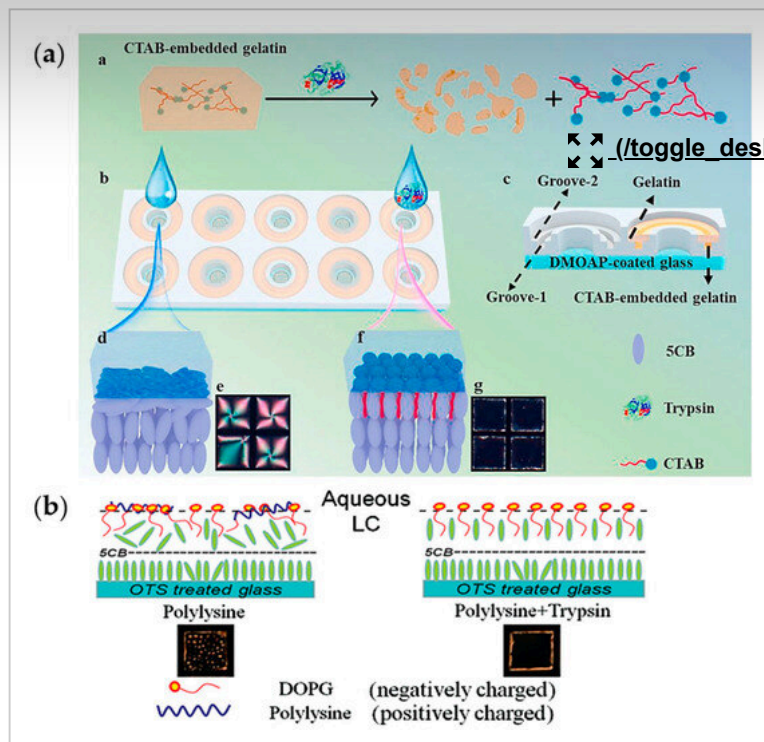 (a)
CTAB-embedded gelatin
a
+
(/toggle_desl
b
c
Groove-2
Gelatin
DMOAP-coated glass
Groove-1
CTAB-embedded gelatin
d
f
5CB
e
g
Trypsin
CTAB
(b)
Aqueous
LC
5CB
5CB
OTS treated glass
OTS treated glass
Polylysine
Polylysine+Trypsin
DOPG (negatively charged)
Polylysine (positively charged)